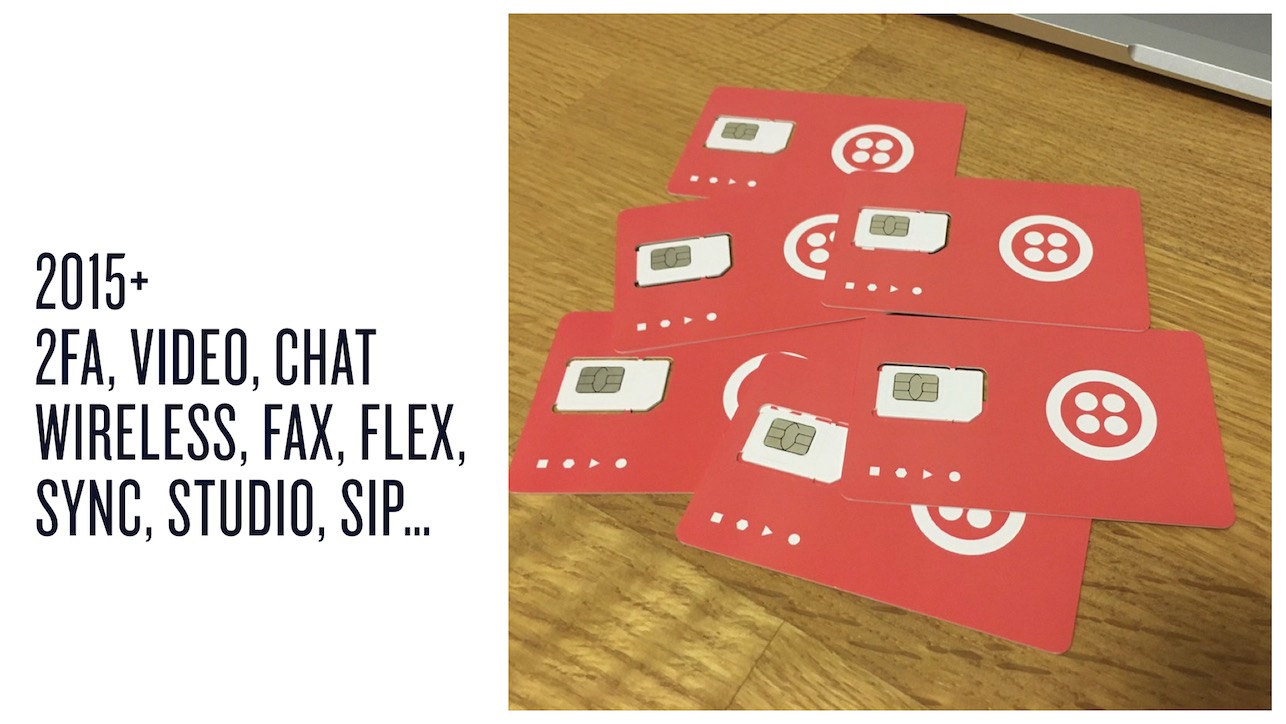 2015+
2FA, VIDEO, CHAT
WIRELESS, FAX, FLEX,
SYNC, STUDIO, SIP...